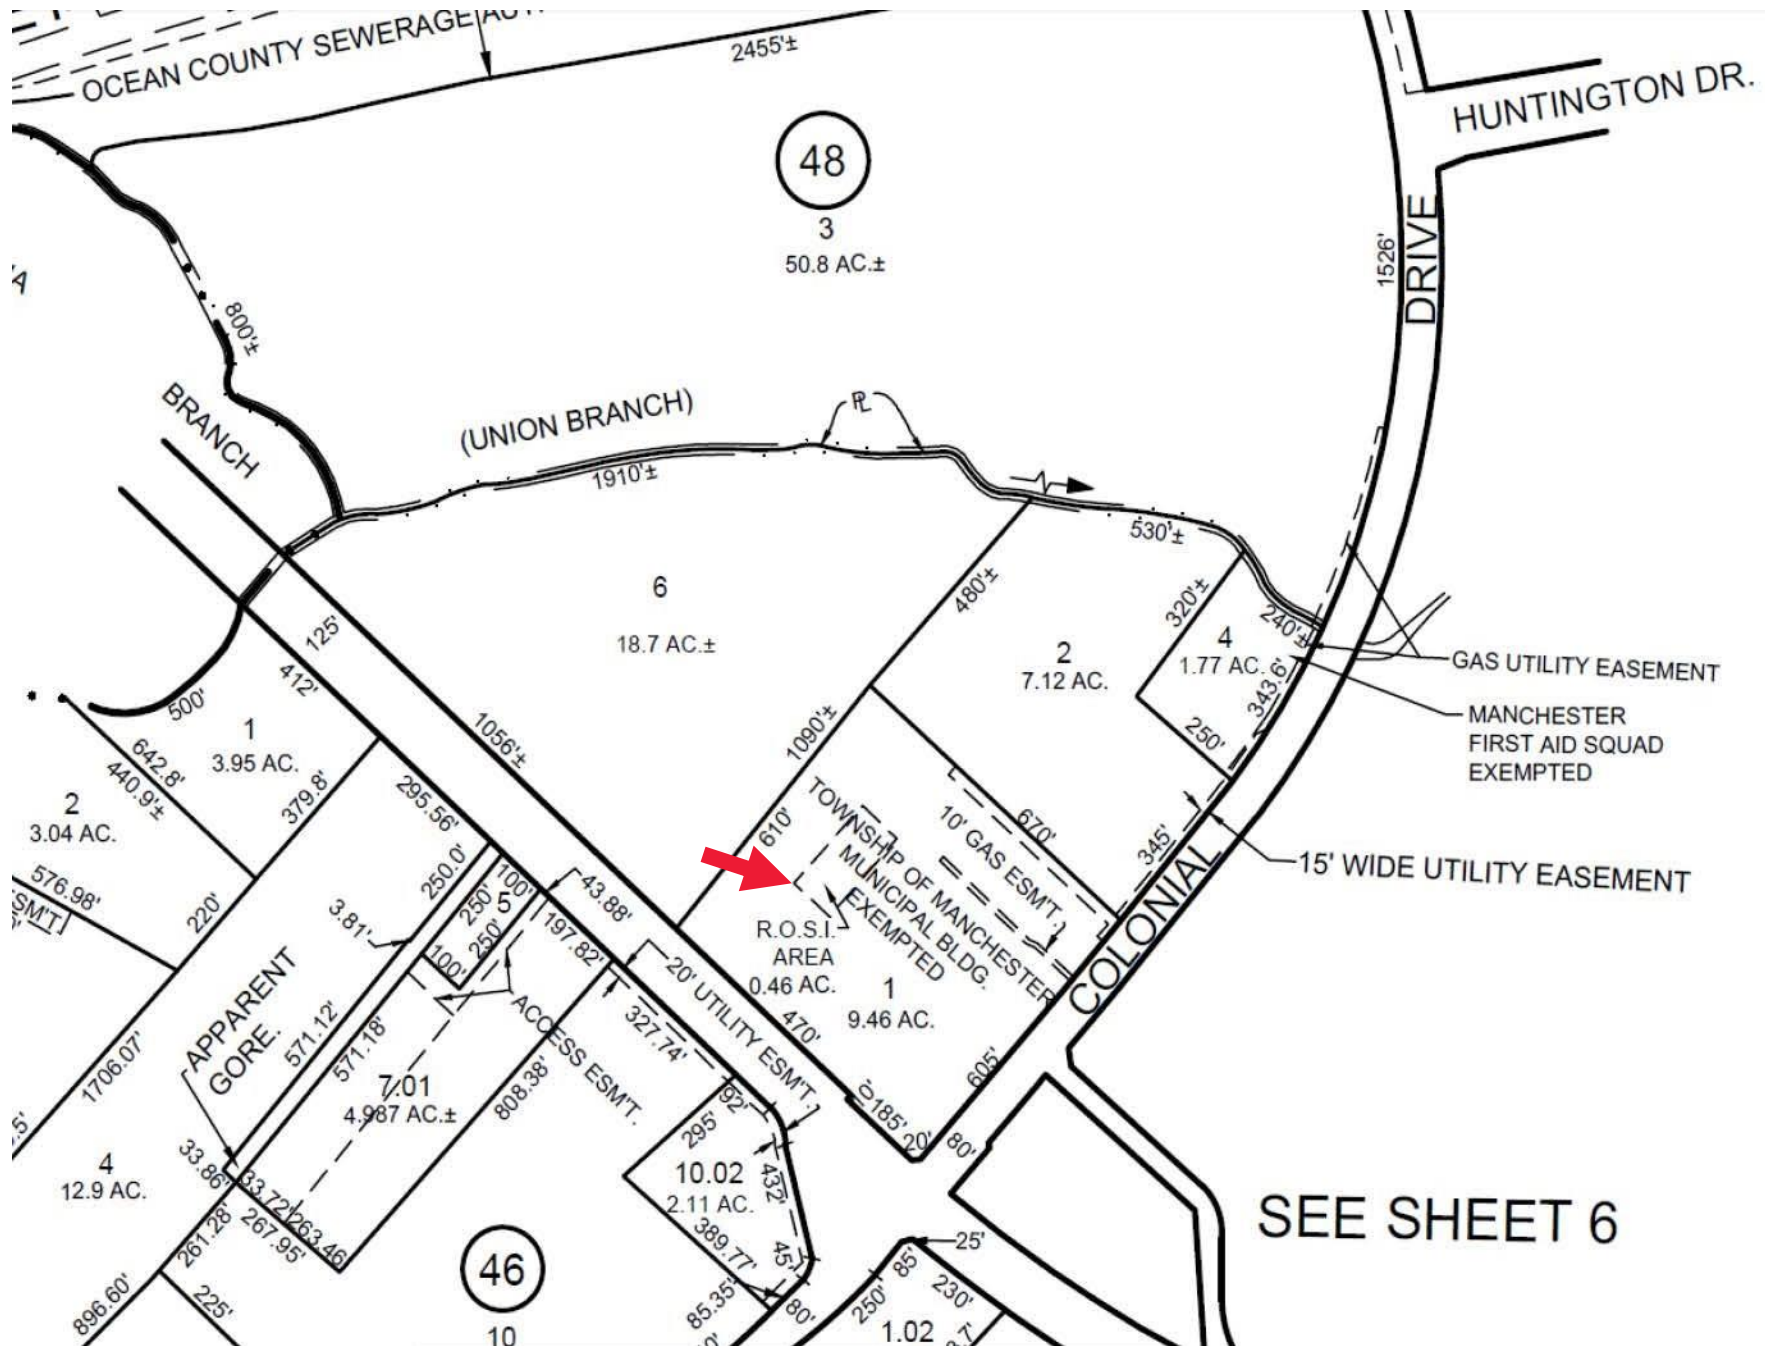 OCEAN COUNTY SEWERAGE
2455'±
HUNTINGTON DR.
48
3
50.8 AC.±
1526'
DRIVE
800'±
BRANCH
(UNION BRANCH)
1910'±
PL
530'±
6
18.7 AC.±
480'±
320'±
240'±
2
7.12 AC.
4
1.77 AC.
343.6'
250'
GAS UTILITY EASEMENT
MANCHESTER
FIRST AID SQUAD
EXEMPTED
125'
412'
500'
1
3.95 AC.
1056'±
1090'±
642.8'
440.9'±
2
3.04 AC.
379.8'
295.56'
610'
TOWNSHIP OF MANCHESTER
MUNICIPAL BLDG.
EXEMPTED
10' GAS ESM'T.
670'
345'
15' WIDE UTILITY EASEMENT
COLONIAL
576.98'
220'
250.0'
3.81'
100'
250'
5
250'
100'
43.88'
197.82'
20' UTILITY ESM'T.
R.O.S.I.
AREA
0.46 AC.
1
9.46 AC.
470'
605'
APPARENT
GORE.
571.12'
571.18'
ACCESS ESM'T.
327.74'
808.38'
1706.07'
7.01
4.987 AC.±
92'
295'
185'
20'
80'
4
12.9 AC.
33.86'
33.72'
263.46
267.95'
261.28'
10.02
2.11 AC.
432'
389.77'
45'
SEE SHEET 6
46
10
896.60'
225'
85.35'
80'
25'
85'
250'
230'
1.02